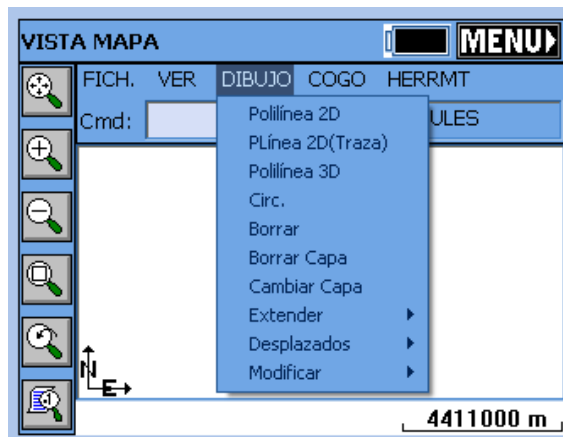 VISTA MAPA MENU
FICH. VER DIBUJO COGO HERRMT
Cmd: ULES
Polilínea 2D
PLínea 2D(Traza)
Polilínea 3D
Circ.
Borrar
Borrar Capa
Cambiar Capa
Extender
Desplazados
Modificar
N
E
4411000 m